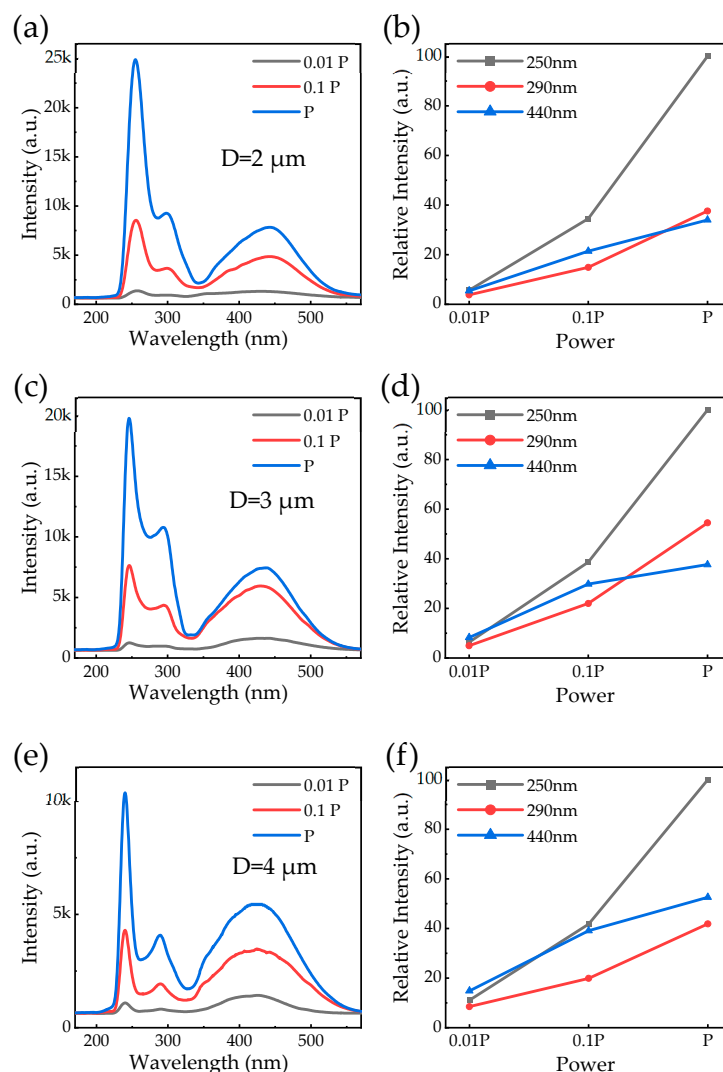 (a)
25k
20k
15k
10k
5k
0
Intensity (a.u.)
0.01 P
0.1 P
P
D=2 μm
200 300 400 500
Wavelength (nm)
(b)
100
80
60
40
20
0
Relative Intensity (a.u.)
250nm
290nm
440nm
0.01P 0.1P P
Power
(c)
20k
15k
10k
5k
0
Intensity (a.u.)
0.01 P
0.1 P
P
D=3 μm
200 300 400 500
Wavelength (nm)
(d)
100
80
60
40
20
0
Relative Intensity (a.u.)
250nm
290nm
440nm
0.01P 0.1P P
Power
(e)
10k
5k
0
Intensity (a.u.)
0.01 P
0.1 P
P
D=4 μm
200 300 400 500
Wavelength (nm)
(f)
100
80
60
40
20
0
Relative Intensity (a.u.)
250nm
290nm
440nm
0.01P 0.1P P
Power